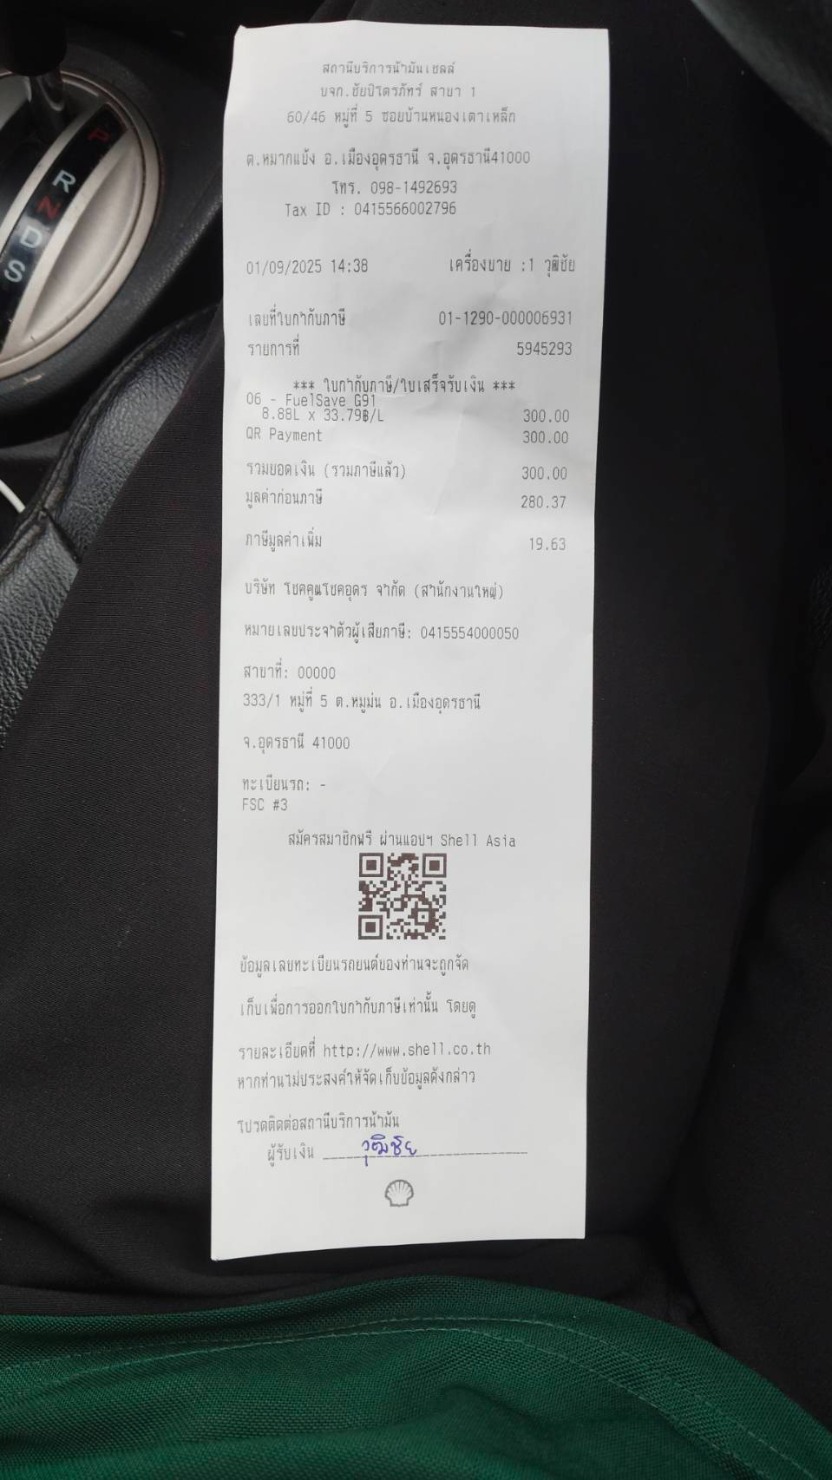 P
R
N
D
S
สถานีบริการน้ำมันเชลล์
บจก.ชัยปิโตรภัทร์ สาขา 1
60/46 หมู่ที่ 5 ซอยบ้านหนองเตาเหล็ก
ต.หมากแข้ง อ.เมืองอุดรธานี จ.อุดรธานี41000
โทร. 098-1492693
Tax ID : 0415566002796
01/09/2025 14:38 เครื่องขาย :1 วุฒิชัย
เลขที่ใบกำกับภาษี 01-1290-000006931
รายการที่ 5945293
*** ใบกำกับภาษี/ใบเสร็จรับเงิน ***
06 - FuelSave G91
8.88L x 33.79฿/L 300.00
QR Payment 300.00
รวมยอดเงิน (รวมภาษีแล้ว) 300.00
มูลค่าก่อนภาษี 280.37
ภาษีมูลค่าเพิ่ม 19.63
บริษัท โชคคูณโชคอุดร จำกัด (สำนักงานใหญ่)
หมายเลขประจำตัวผู้เสียภาษี: 0415554000050
สาขาที่: 00000
333/1 หมู่ที่ 5 ต.หมูม่น อ.เมืองอุดรธานี
จ.อุดรธานี 41000
ทะเบียนรถ: -
FSC #3
สมัครสมาชิกฟรี ผ่านแอปฯ Shell Asia
ข้อมูลเลขทะเบียนรถยนต์ของท่านจะถูกจัด
เก็บเพื่อการออกใบกำกับภาษีเท่านั้น โดยดู
รายละเอียดที่ http://www.shell.co.th
หากท่านไม่ประสงค์ให้จัดเก็บข้อมูลดังกล่าว
โปรดติดต่อสถานีบริการน้ำมัน
ผู้รับเงิน วุฒิชัย